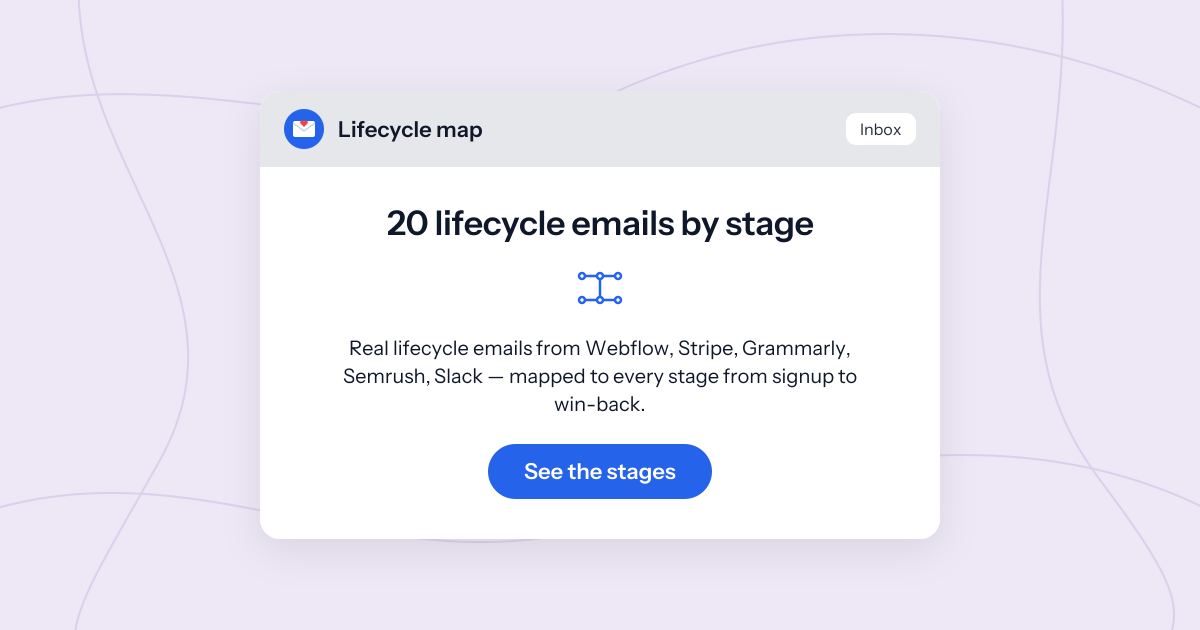 Lifecycle map
Inbox
20 lifecycle emails by stage
Real lifecycle emails from Webflow, Stripe, Grammarly,
Semrush, Slack — mapped to every stage from signup to
win-back.
See the stages